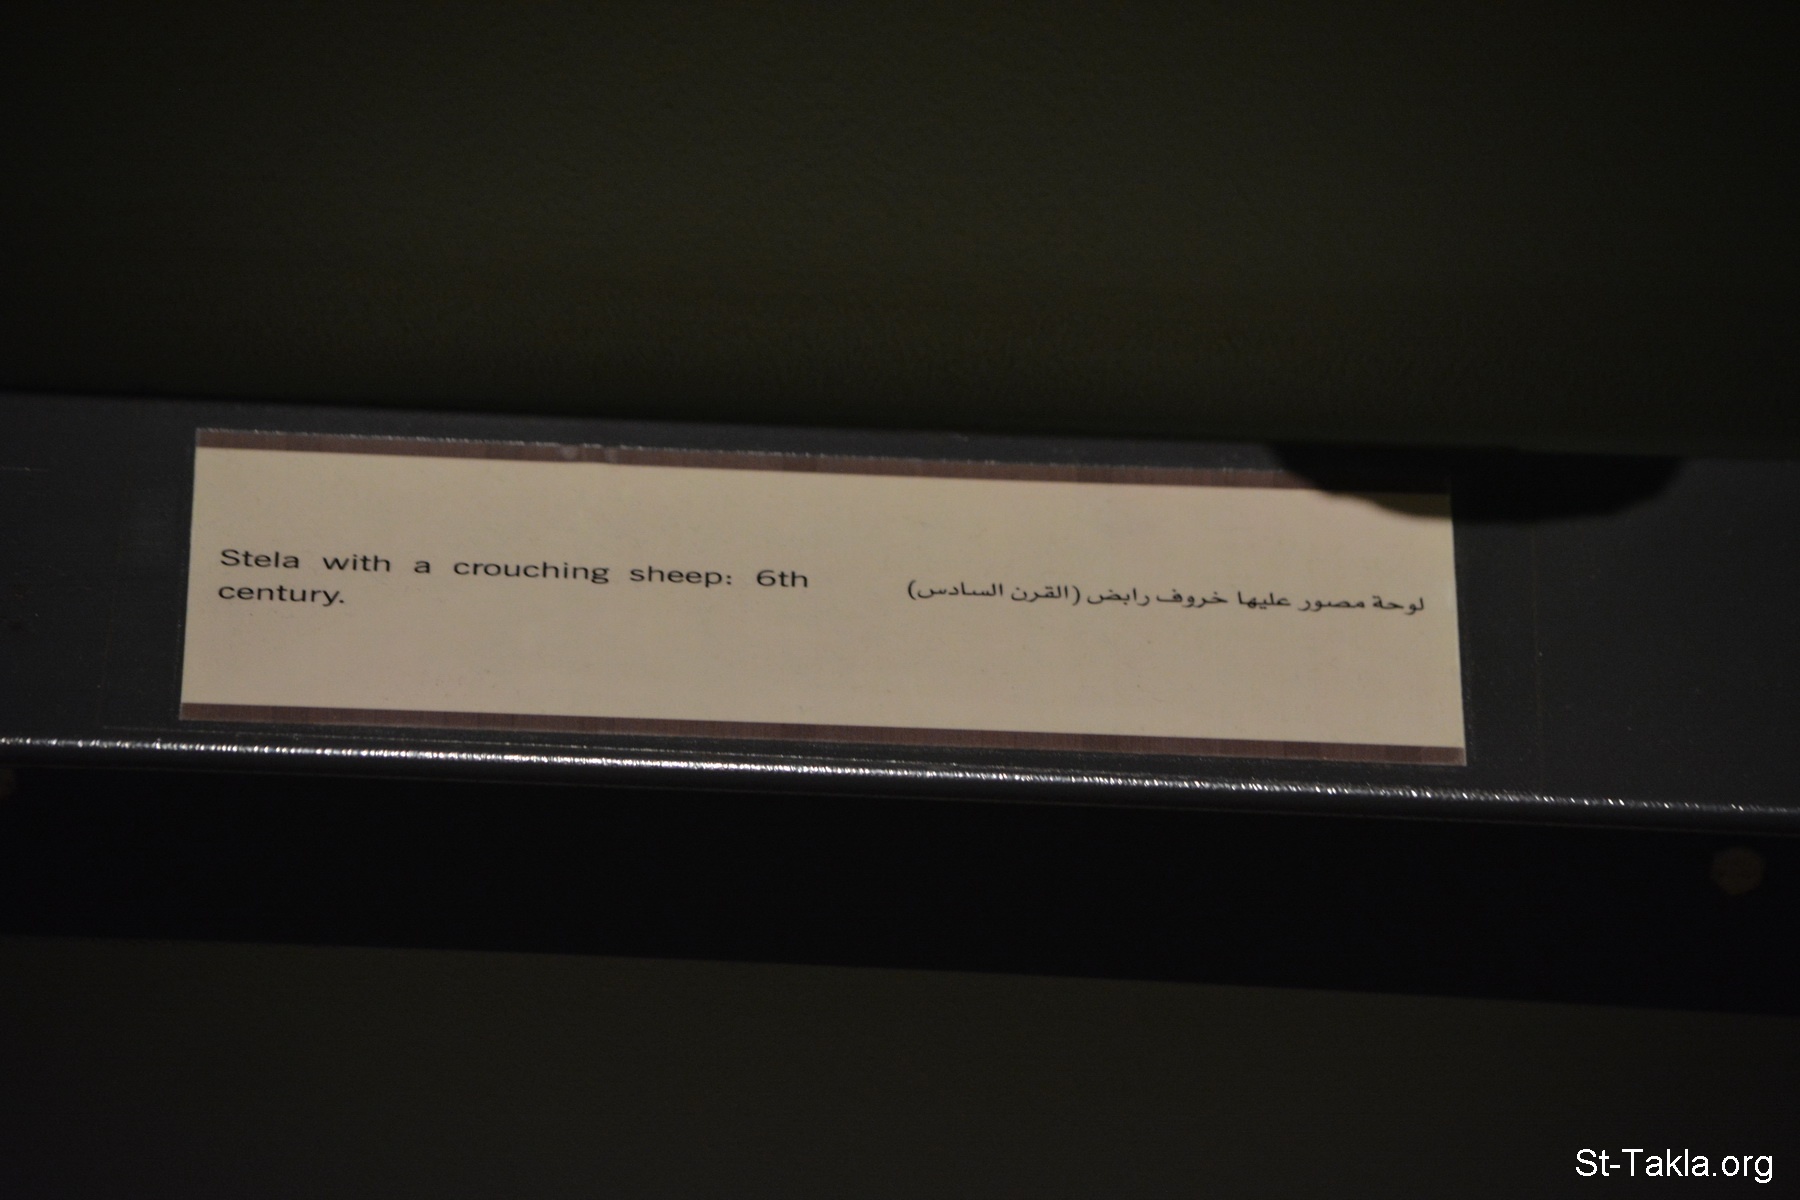 Stela with a crouching sheep: 6th
century.
لوحة مصور عليها خروف رابض (القرن السادس)
St-Takla.org